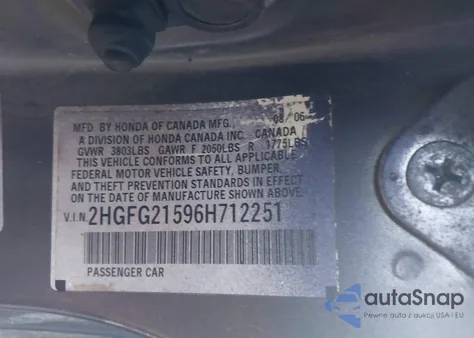 MFD. BY HONDA OF CANADA MFG., 08/06
A DIVISION OF HONDA CANADA INC. CANADA
GVWR 3803LBS GAWR F 2050LBS R 1775LBS
THIS VEHICLE CONFORMS TO ALL APPLICABLE
FEDERAL MOTOR VEHICLE SAFETY, BUMPER,
AND THEFT PREVENTION STANDARDS IN EFFECT
ON THE DATE OF MANUFACTURE SHOWN ABOVE.
V.I.N 2HGFG21596H712251
PASSENGER CAR
autoSnap
Pewne auta z aukcji USA i EU